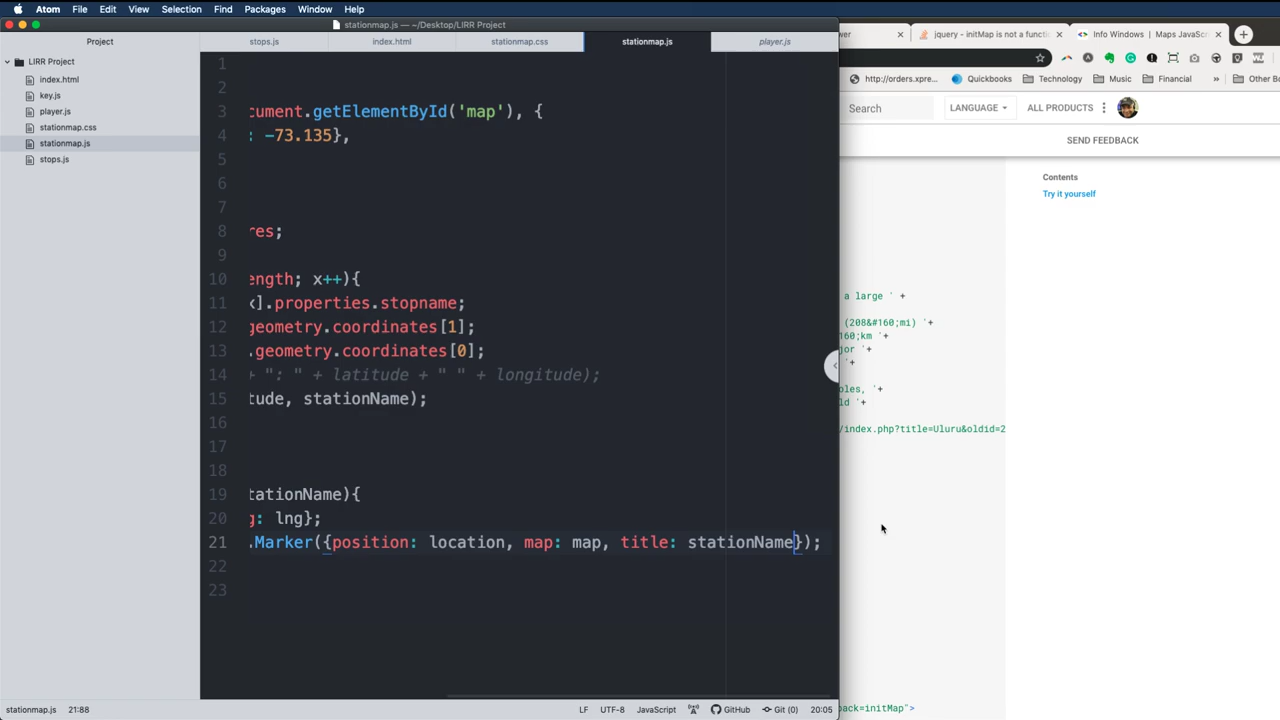 Atom File Edit View Selection Find Packages Window Help
stationmap.js — ~/Desktop/LIRR Project
Project
stops.js
index.html
stationmap.css
stationmap.js
player.js
LIRR Project
index.html
key.js
player.js
stationmap.css
stationmap.js
stops.js
1
2
3 cument.getElementById('map'), {
4 : -73.135},
5
6
7
8 res;
9
10 ength; x++){
11 x].properties.stopname;
12 geometry.coordinates[1];
13 .geometry.coordinates[0];
14 + ": " + latitude + " " + longitude);
15 tude, stationName);
16
17
18
19 tationName){
20 g: lng};
21 .Marker({position: location, map: map, title: stationName});
22
23
stationmap.js 21:88
LF UTF-8 JavaScript GitHub Git (0) 20:05
wer
jquery - initMap is not a functi
Info Windows | Maps JavaSc
http://orders.xpre
Quickbooks
Technology
Music
Financial
»
Other Bo
Search
LANGUAGE
ALL PRODUCTS
SEND FEEDBACK
Contents
Try it yourself
a large ' +
(208&#160;mi) '+
160;km '+
jor '+
'+
oles, '+
ld '+
/index.php?title=Uluru&oldid=2
back=initMap">